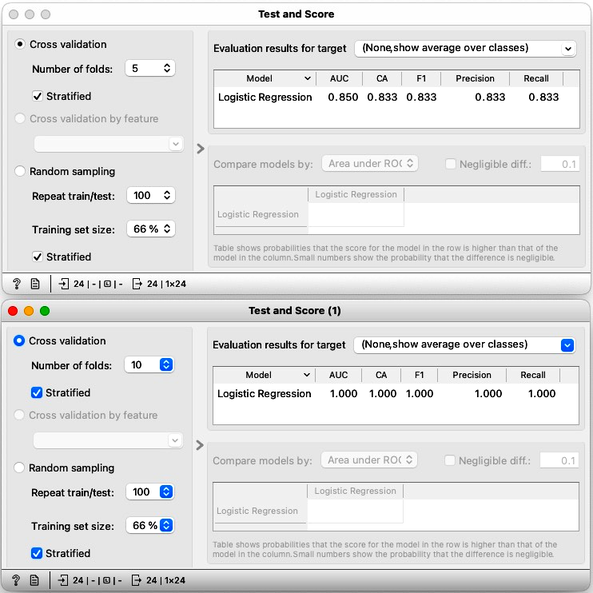 Test and Score
Cross validation
Number of folds: 5
Stratified
Cross validation by feature
Random sampling
Repeat train/test: 100
Training set size: 66 %
Stratified
Evaluation results for target (None,show average over classes)
Model AUC CA F1 Precision Recall
Logistic Regression 0.850 0.833 0.833 0.833 0.833
Compare models by: Area under ROC Negligible diff.: 0.1
Logistic Regression
Logistic Regression
Table shows probabilities that the score for the model in the row is higher than that of the
model in the column.Small numbers show the probability that the difference is negligible.
? 24 | - | - 24 | 1×24
Test and Score (1)
Cross validation
Number of folds: 10
Stratified
Cross validation by feature
Random sampling
Repeat train/test: 100
Training set size: 66 %
Stratified
Evaluation results for target (None,show average over classes)
Model AUC CA F1 Precision Recall
Logistic Regression 1.000 1.000 1.000 1.000 1.000
Compare models by: Area under ROC Negligible diff.: 0.1
Logistic Regression
Logistic Regression
Table shows probabilities that the score for the model in the row is higher than that of the
model in the column.Small numbers show the probability that the difference is negligible.
? 24 | - | - 24 | 1×24